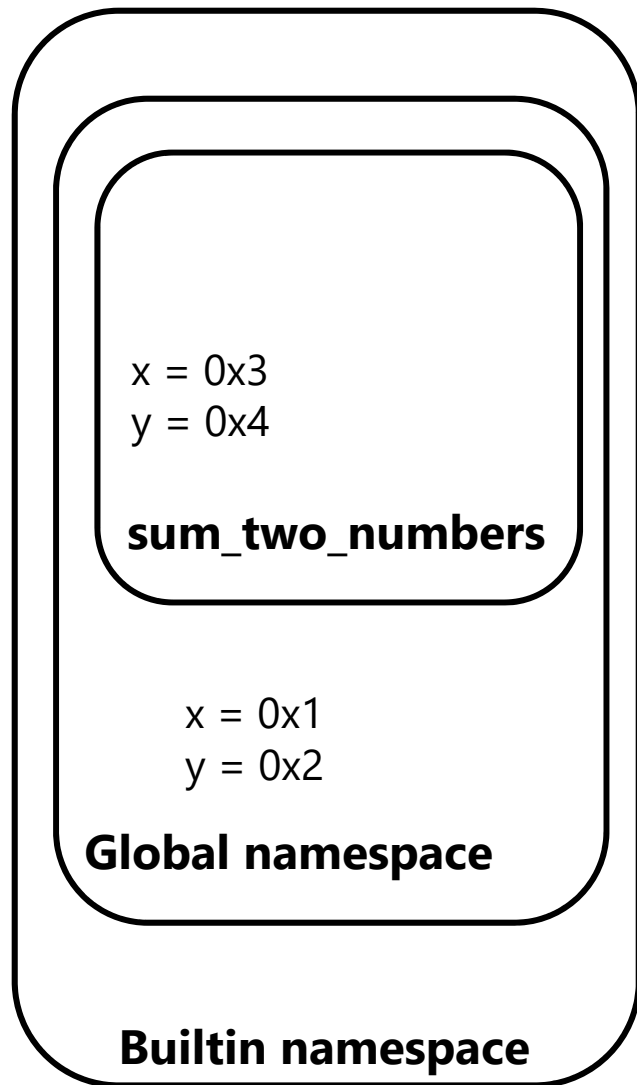 x = 0x3
y = 0x4
sum_two_numbers
x = 0x1
y = 0x2
Global namespace
Builtin namespace